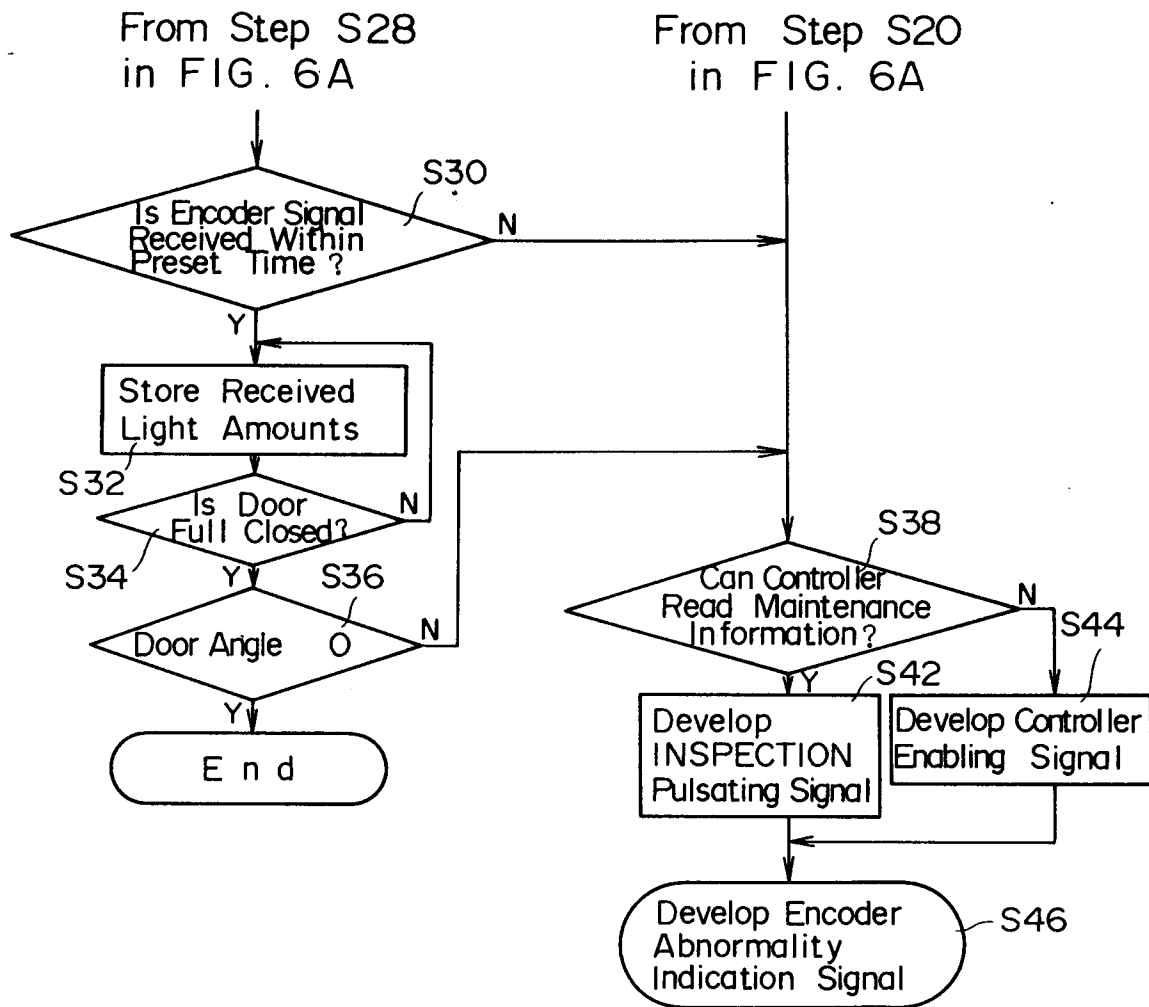 From Step S28
in FIG. 6A
From Step S20
in FIG. 6A
S30
Is Encoder Signal
Received Within
Preset Time ?
N
Y
Store Received
Light Amounts
S32
Is Door
Full Closed?
N
S34
Y
S36
Door Angle O
N
Y
End
S38
Can Controller
Read Maintenance
Information?
N
Y
S42
S44
Develop
INSPECTION
Pulsating Signal
Develop Controller
Enabling Signal
Develop Encoder
Abnormality
Indication Signal
S46